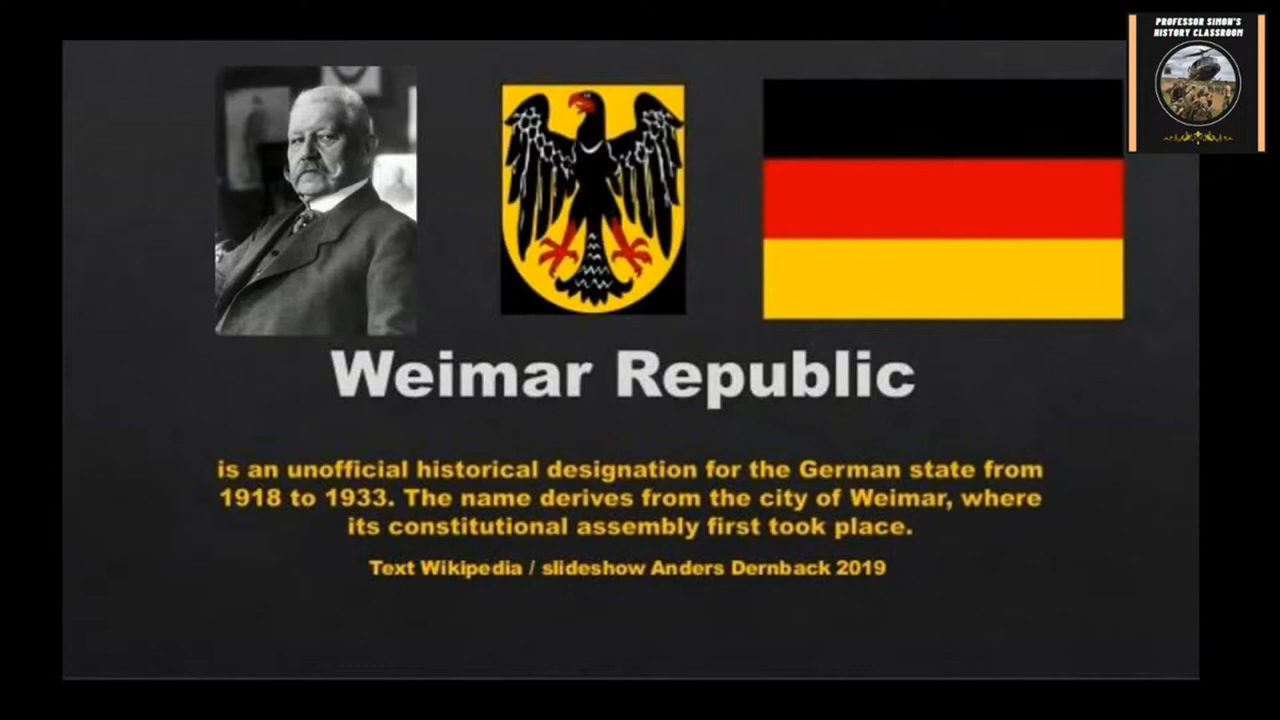 PROFESSOR SIMON'S
HISTORY CLASSROOM
Weimar Republic
is an unofficial historical designation for the German state from
1918 to 1933. The name derives from the city of Weimar, where
its constitutional assembly first took place.
Text Wikipedia / slideshow Anders Dernback 2019